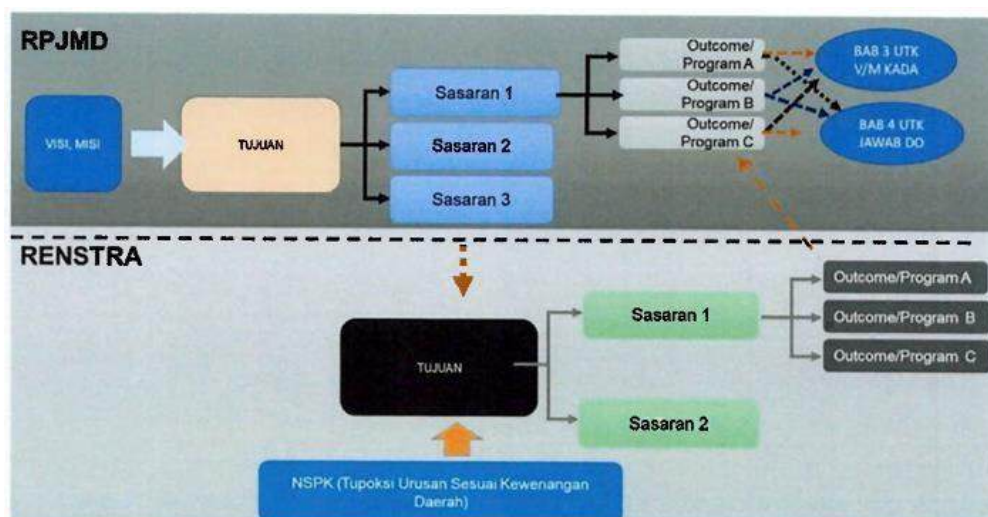 RPJMD
VISI, MISI
TUJUAN
Sasaran 1
Sasaran 2
Sasaran 3
Outcome/
Program A
Outcome/
Program B
Outcome/
Program C
BAB 3 UTK
V/M KADA
BAB 4 UTK
JAWAB DO
RENSTRA
TUJUAN
Sasaran 1
Sasaran 2
Outcome/Program A
Outcome/Program B
Outcome/Program C
NSPK (Tupoksi Urusan Sesuai Kewenangan
Daerah)